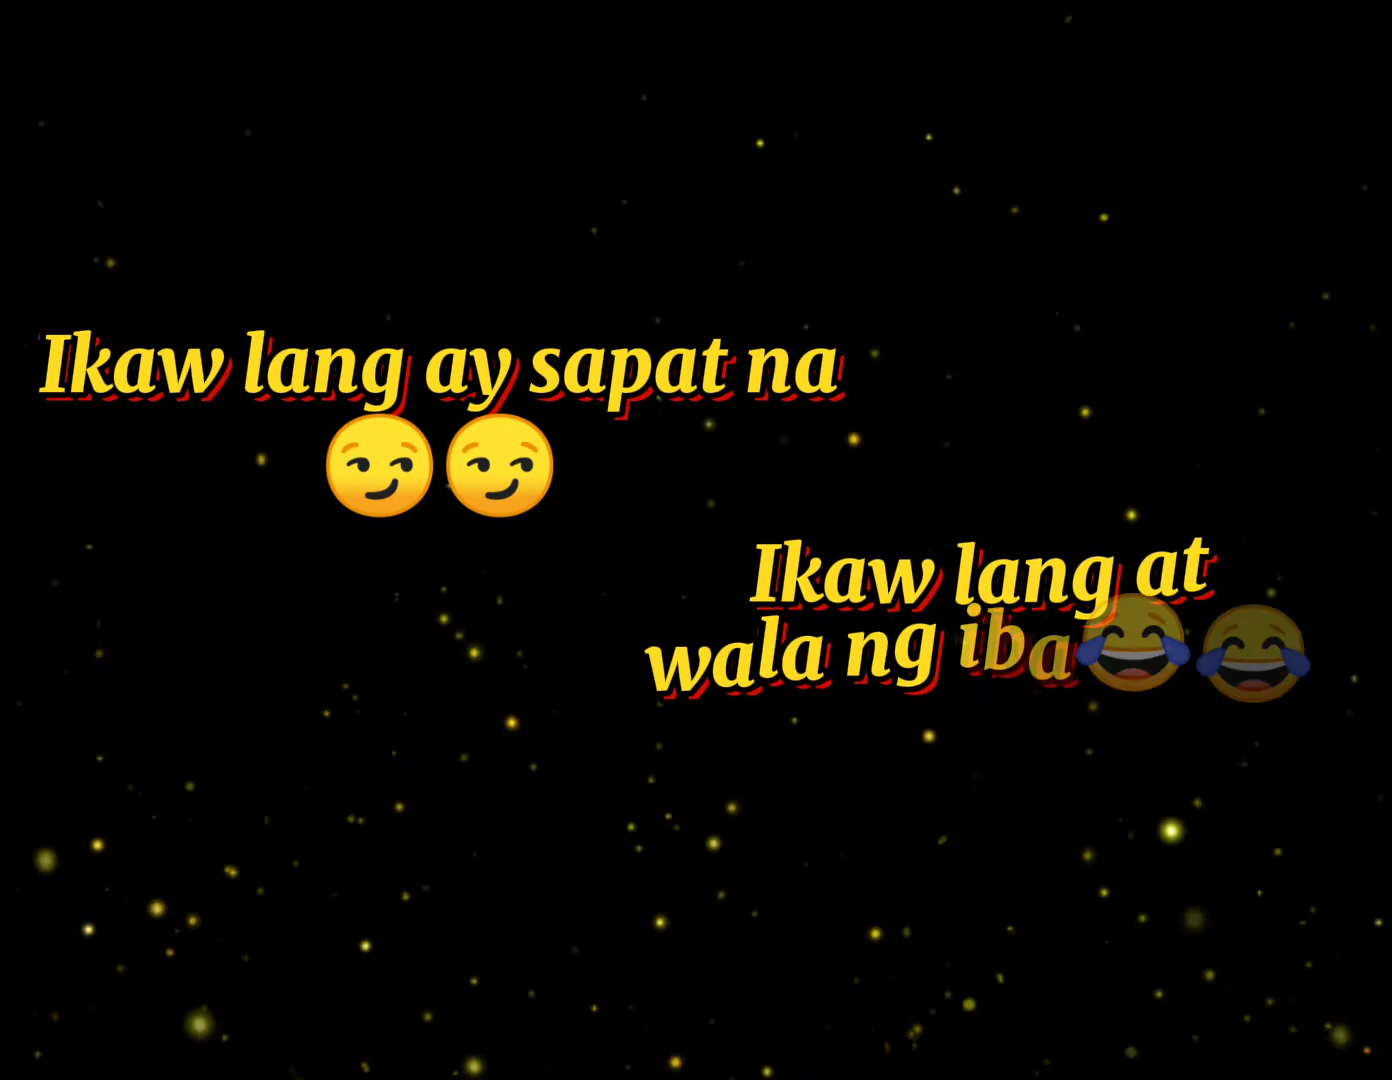 Ikaw lang ay sapat na
😏😏
Ikaw lang at
wala ng iba😂😂